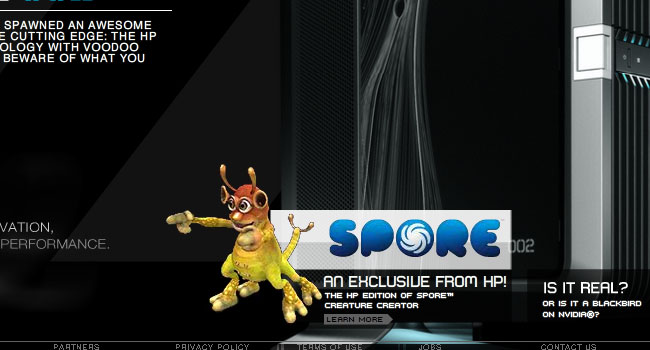 SPAWNED AN AWESOME
E CUTTING EDGE: THE HP
OLOGY WITH VOODOO
BEWARE OF WHAT YOU
VATION,
PERFORMANCE.
SPORE™
002
AN EXCLUSIVE FROM HP!
THE HP EDITION OF SPORE™
CREATURE CREATOR
LEARN MORE
IS IT REAL?
OR IS IT A BLACKBIRD
ON NVIDIA®?
PARTNERS
PRIVACY POLICY
TERMS OF USE
JOBS
CONTACT US